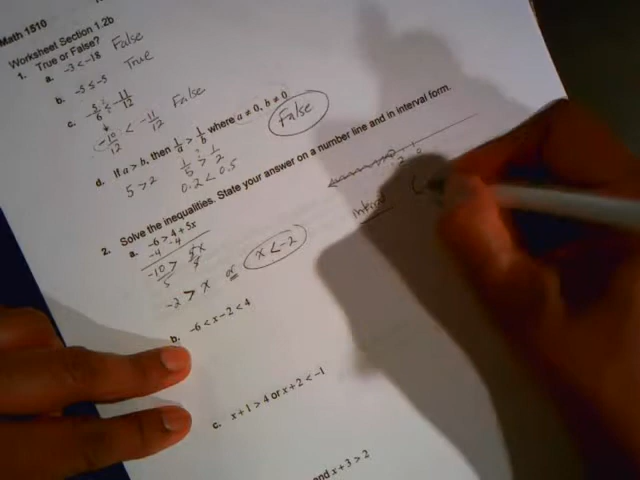 Math 1510
Worksheet Section 1.2b
1. True or False?
a. -3 < -18 False
b. -5 ≤ -5 True
c. -5/6 < -11/12 False
-10/12 < -11/12
d. If a > b, then 1/a > 1/b where a ≠ 0, b ≠ 0 False
5 > 2 1/5 > 1/2
0.2 < 0.5
2. Solve the inequalities. State your answer on a number line and in interval form.
a. -6 > 4 + 5x
-4 -4
-10/5 > 5x/5
-2 > x or x < -2
-2 0
interval (
b. -6 < x - 2 < 4
c. x + 1 > 4 or x + 2 < -1
and x + 3 > 2